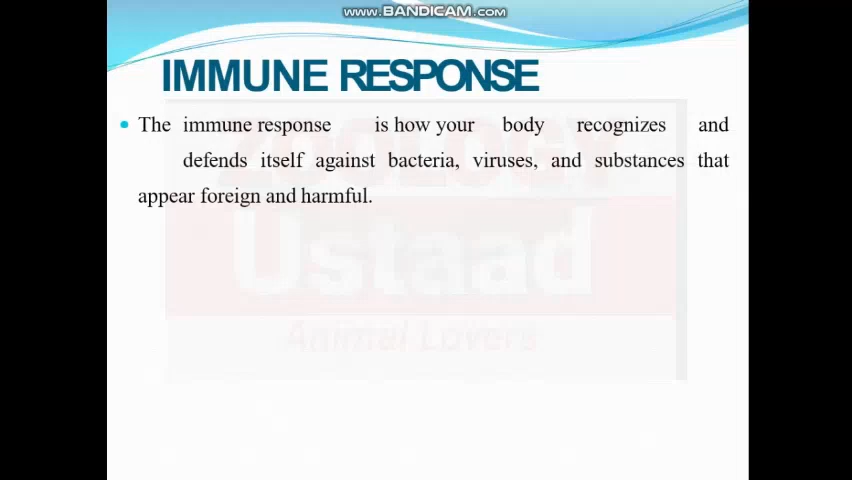 www.BANDICAM.com
IMMUNE RESPONSE
• The immune response is how your body recognizes and
defends itself against bacteria, viruses, and substances that
appear foreign and harmful.
ZOOLOGY
Ustaad
Animal Lovers